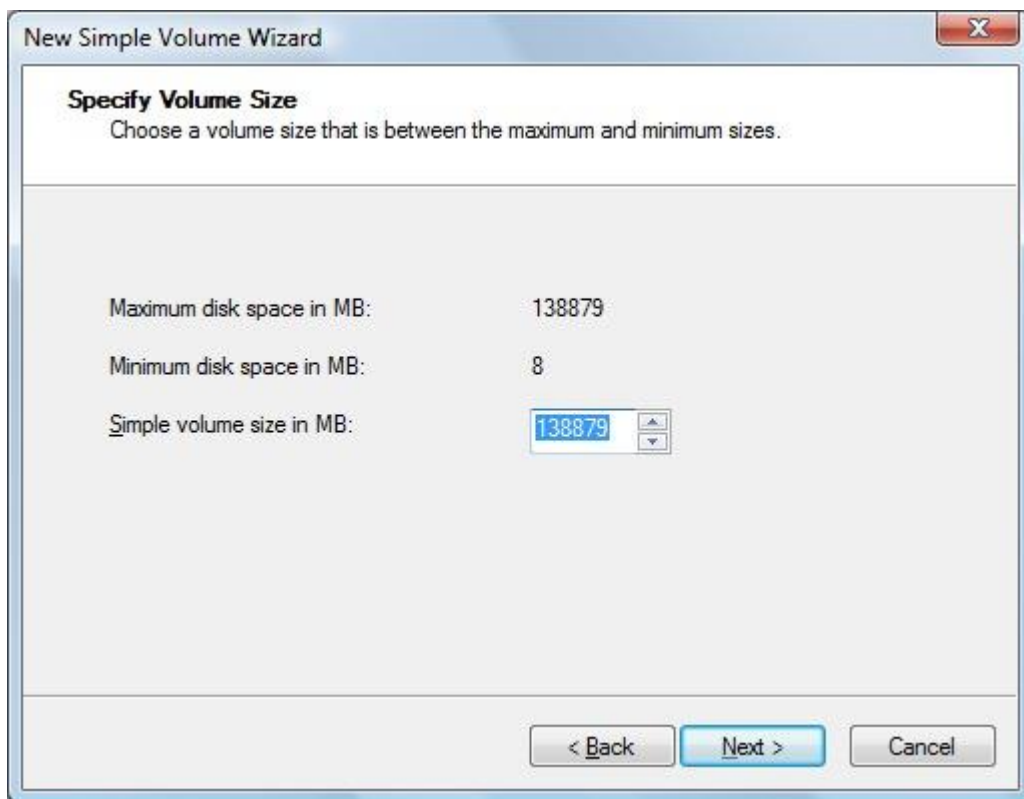 New Simple Volume Wizard
Specify Volume Size
Choose a volume size that is between the maximum and minimum sizes.
Maximum disk space in MB: 138879
Minimum disk space in MB: 8
Simple volume size in MB: 138879
< Back Next > Cancel